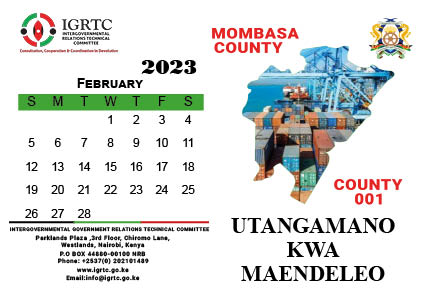 IGRTC
INTERGOVERNMENTAL
RELATIONS TECHNICAL
COMMITTEE
Consultation, Cooperation & Coordination in Devolution
2023
FEBRUARY
S M T W T F S
1 2 3 4
5 6 7 8 9 10 11
12 13 14 15 16 17 18
19 20 21 22 23 24 25
26 27 28
INTERGOVERNMENTAL GOVERNMENT RELATIONS TECHNICAL COMMITTEE
Parklands Plaza ,3rd Floor, Chiromo Lane,
Westlands, Nairobi, Kenya
P.O BOX 44880-00100 NRB
Phone: +2537(0) 202101489
www.igrtc.go.ke
Email:info@igrtc.go.ke
MOMBASA
COUNTY
COUNTY
001
UTANGAMANO
KWA
MAENDELEO